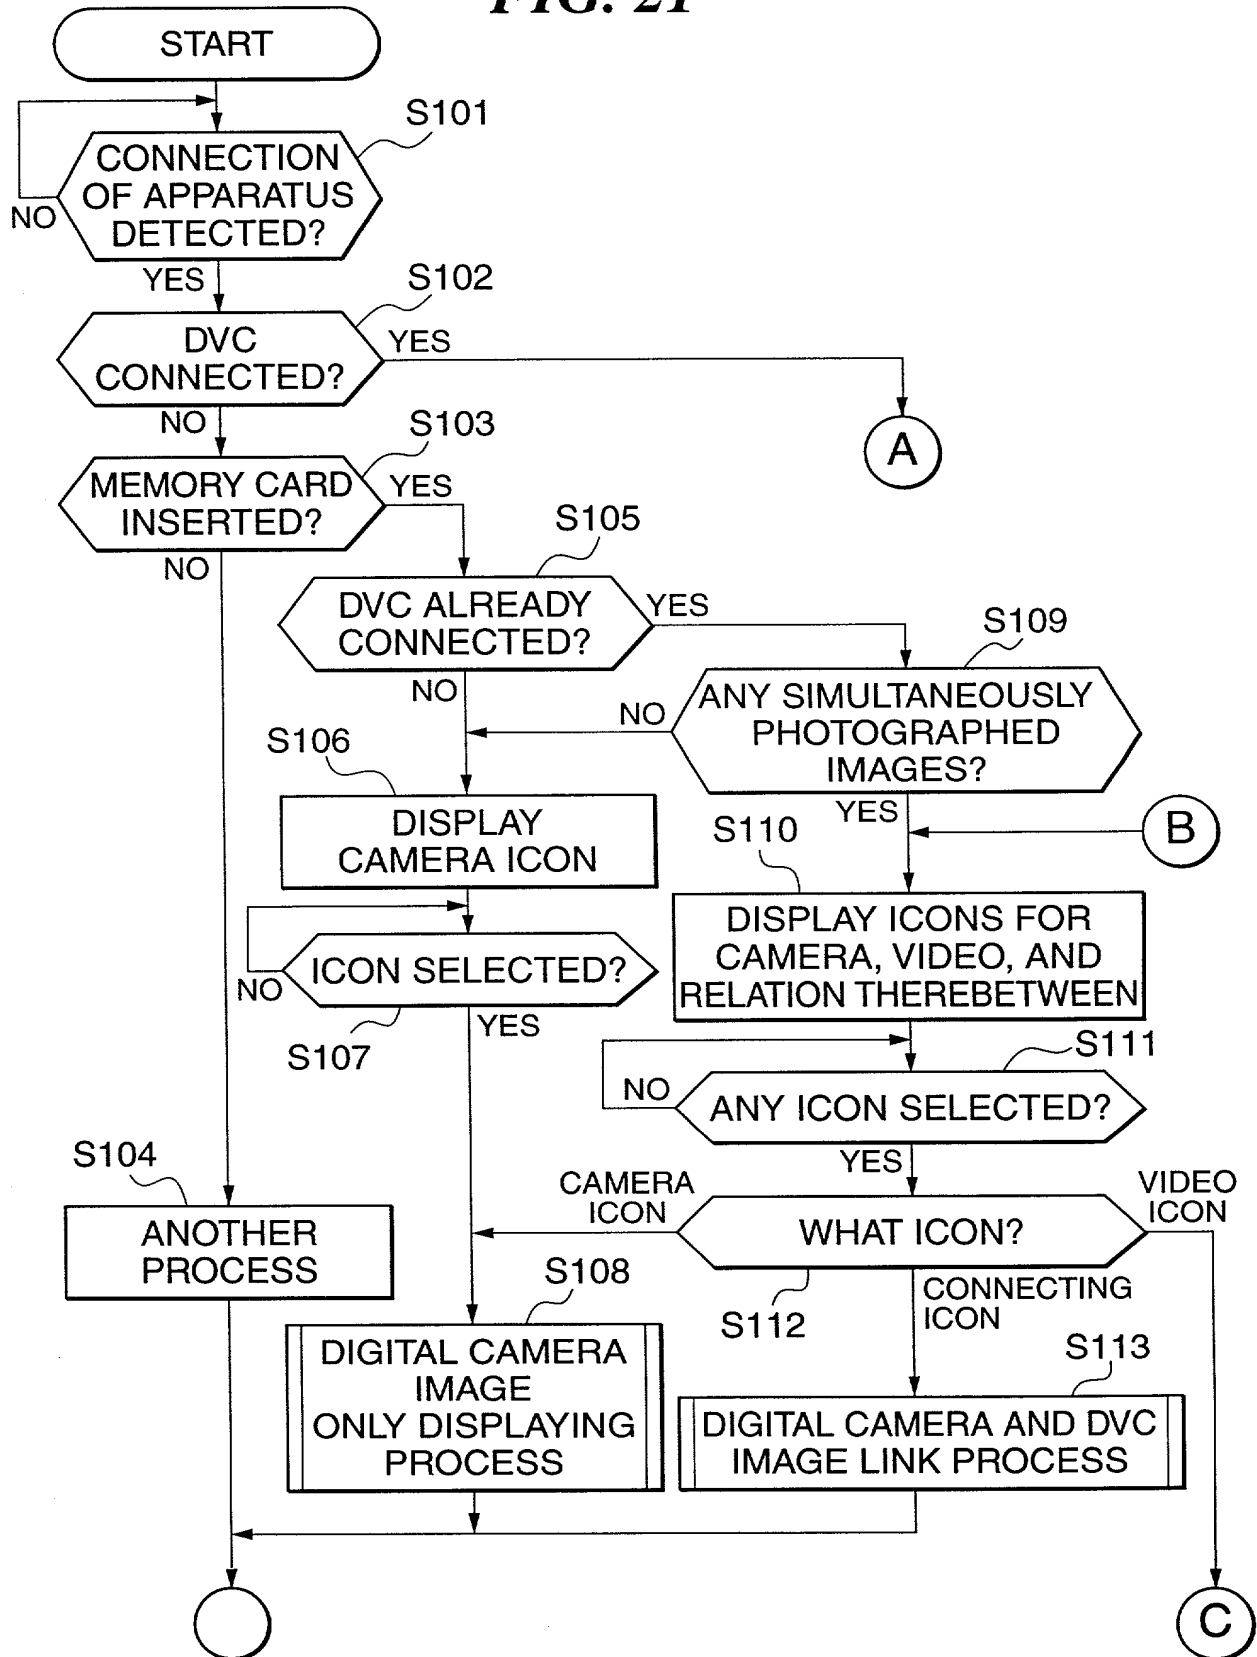 FIG. 21
START
S101
CONNECTION
OF APPARATUS
DETECTED?
NO
YES
S102
DVC
CONNECTED?
YES
NO
A
S103
MEMORY CARD
INSERTED?
YES
NO
S105
DVC ALREADY
CONNECTED?
YES
NO
S109
ANY SIMULTANEOUSLY
PHOTOGRAPHED
IMAGES?
NO
YES
S106
DISPLAY
CAMERA ICON
B
S110
DISPLAY ICONS FOR
CAMERA, VIDEO, AND
RELATION THEREBETWEEN
ICON SELECTED?
NO
YES
S107
S111
ANY ICON SELECTED?
NO
YES
S104
ANOTHER
PROCESS
CAMERA
ICON
WHAT ICON?
VIDEO
ICON
S112
CONNECTING
ICON
S108
DIGITAL CAMERA
IMAGE
ONLY DISPLAYING
PROCESS
S113
DIGITAL CAMERA AND DVC
IMAGE LINK PROCESS
C